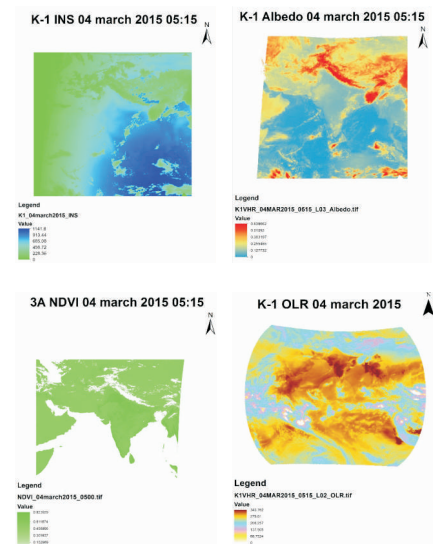 K-1 INS 04 march 2015 05:15
N
Legend
K1_04march2015_INS
Value
1141.8
913.44
685.08
456.72
228.36
0
K-1 Albedo 04 march 2015 05:15
N
Legend
K1VHR_04MAR2015_0515_L03_Albedo.tif
Value
0
3A NDVI 04 march 2015 05:15
N
Legend
NDVI_04march2015_0500.tif
Value
K-1 OLR 04 march 2015
N
Legend
K1VHR_04MAR2015_0515_L02_OLR.tif
Value
0